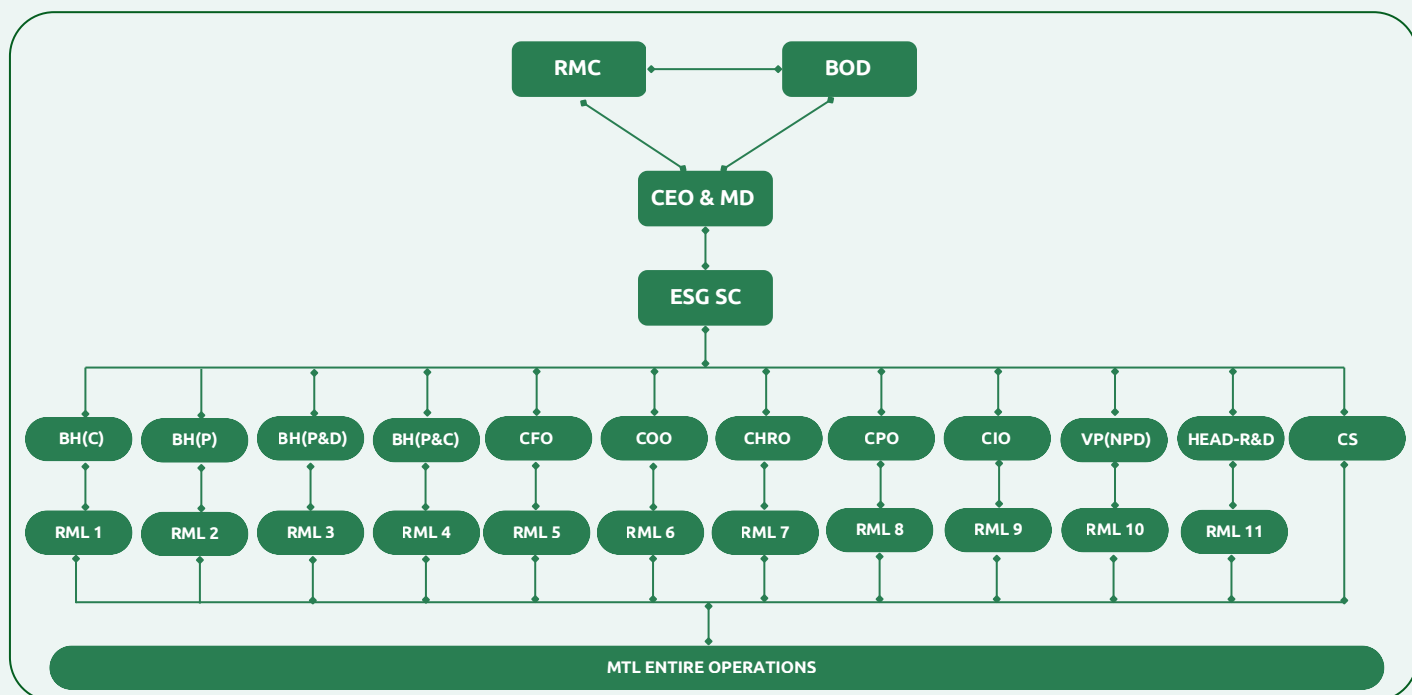 RMC
BOD
CEO & MD
ESG SC
BH(C)
BH(P)
BH(P&D)
BH(P&C)
CFO
COO
CHRO
CPO
CIO
VP(NPD)
HEAD-R&D
CS
RML 1
RML 2
RML 3
RML 4
RML 5
RML 6
RML 7
RML 8
RML 9
RML 10
RML 11
MTL ENTIRE OPERATIONS